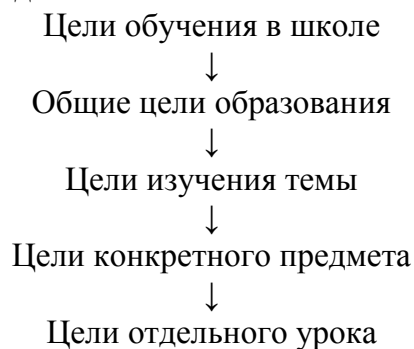 Цели обучения в школе
↓
Общие цели образования
↓
Цели изучения темы
↓
Цели конкретного предмета
↓
Цели отдельного урока